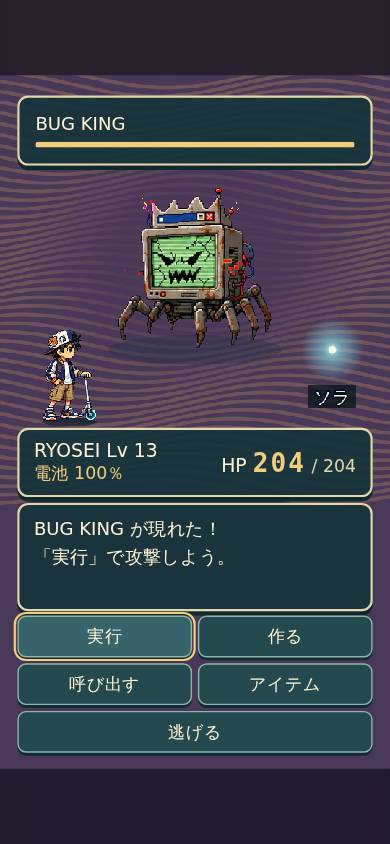 BUG KING
ソラ
RYOSEI Lv 13
電池 100％
HP 204 / 204
BUG KING が現れた！
「実行」で攻撃しよう。
実行
作る
呼び出す
アイテム
逃げる